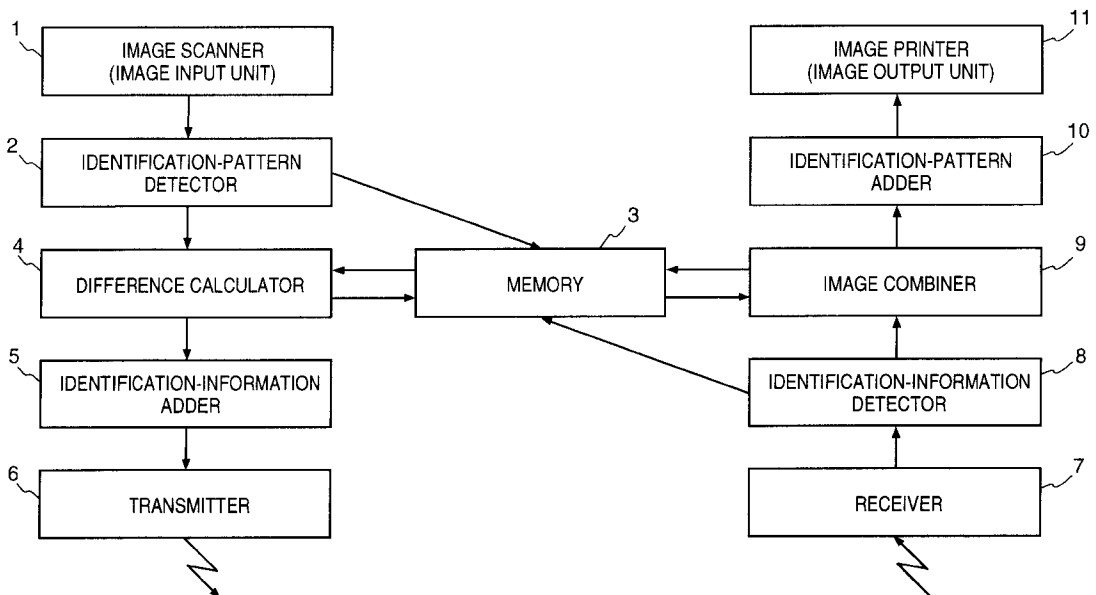 1
IMAGE SCANNER
(IMAGE INPUT UNIT)
2
IDENTIFICATION-PATTERN
DETECTOR
4
DIFFERENCE CALCULATOR
5
IDENTIFICATION-INFORMATION
ADDER
6
TRANSMITTER
3
MEMORY
11
IMAGE PRINTER
(IMAGE OUTPUT UNIT)
10
IDENTIFICATION-PATTERN
ADDER
9
IMAGE COMBINER
8
IDENTIFICATION-INFORMATION
DETECTOR
7
RECEIVER